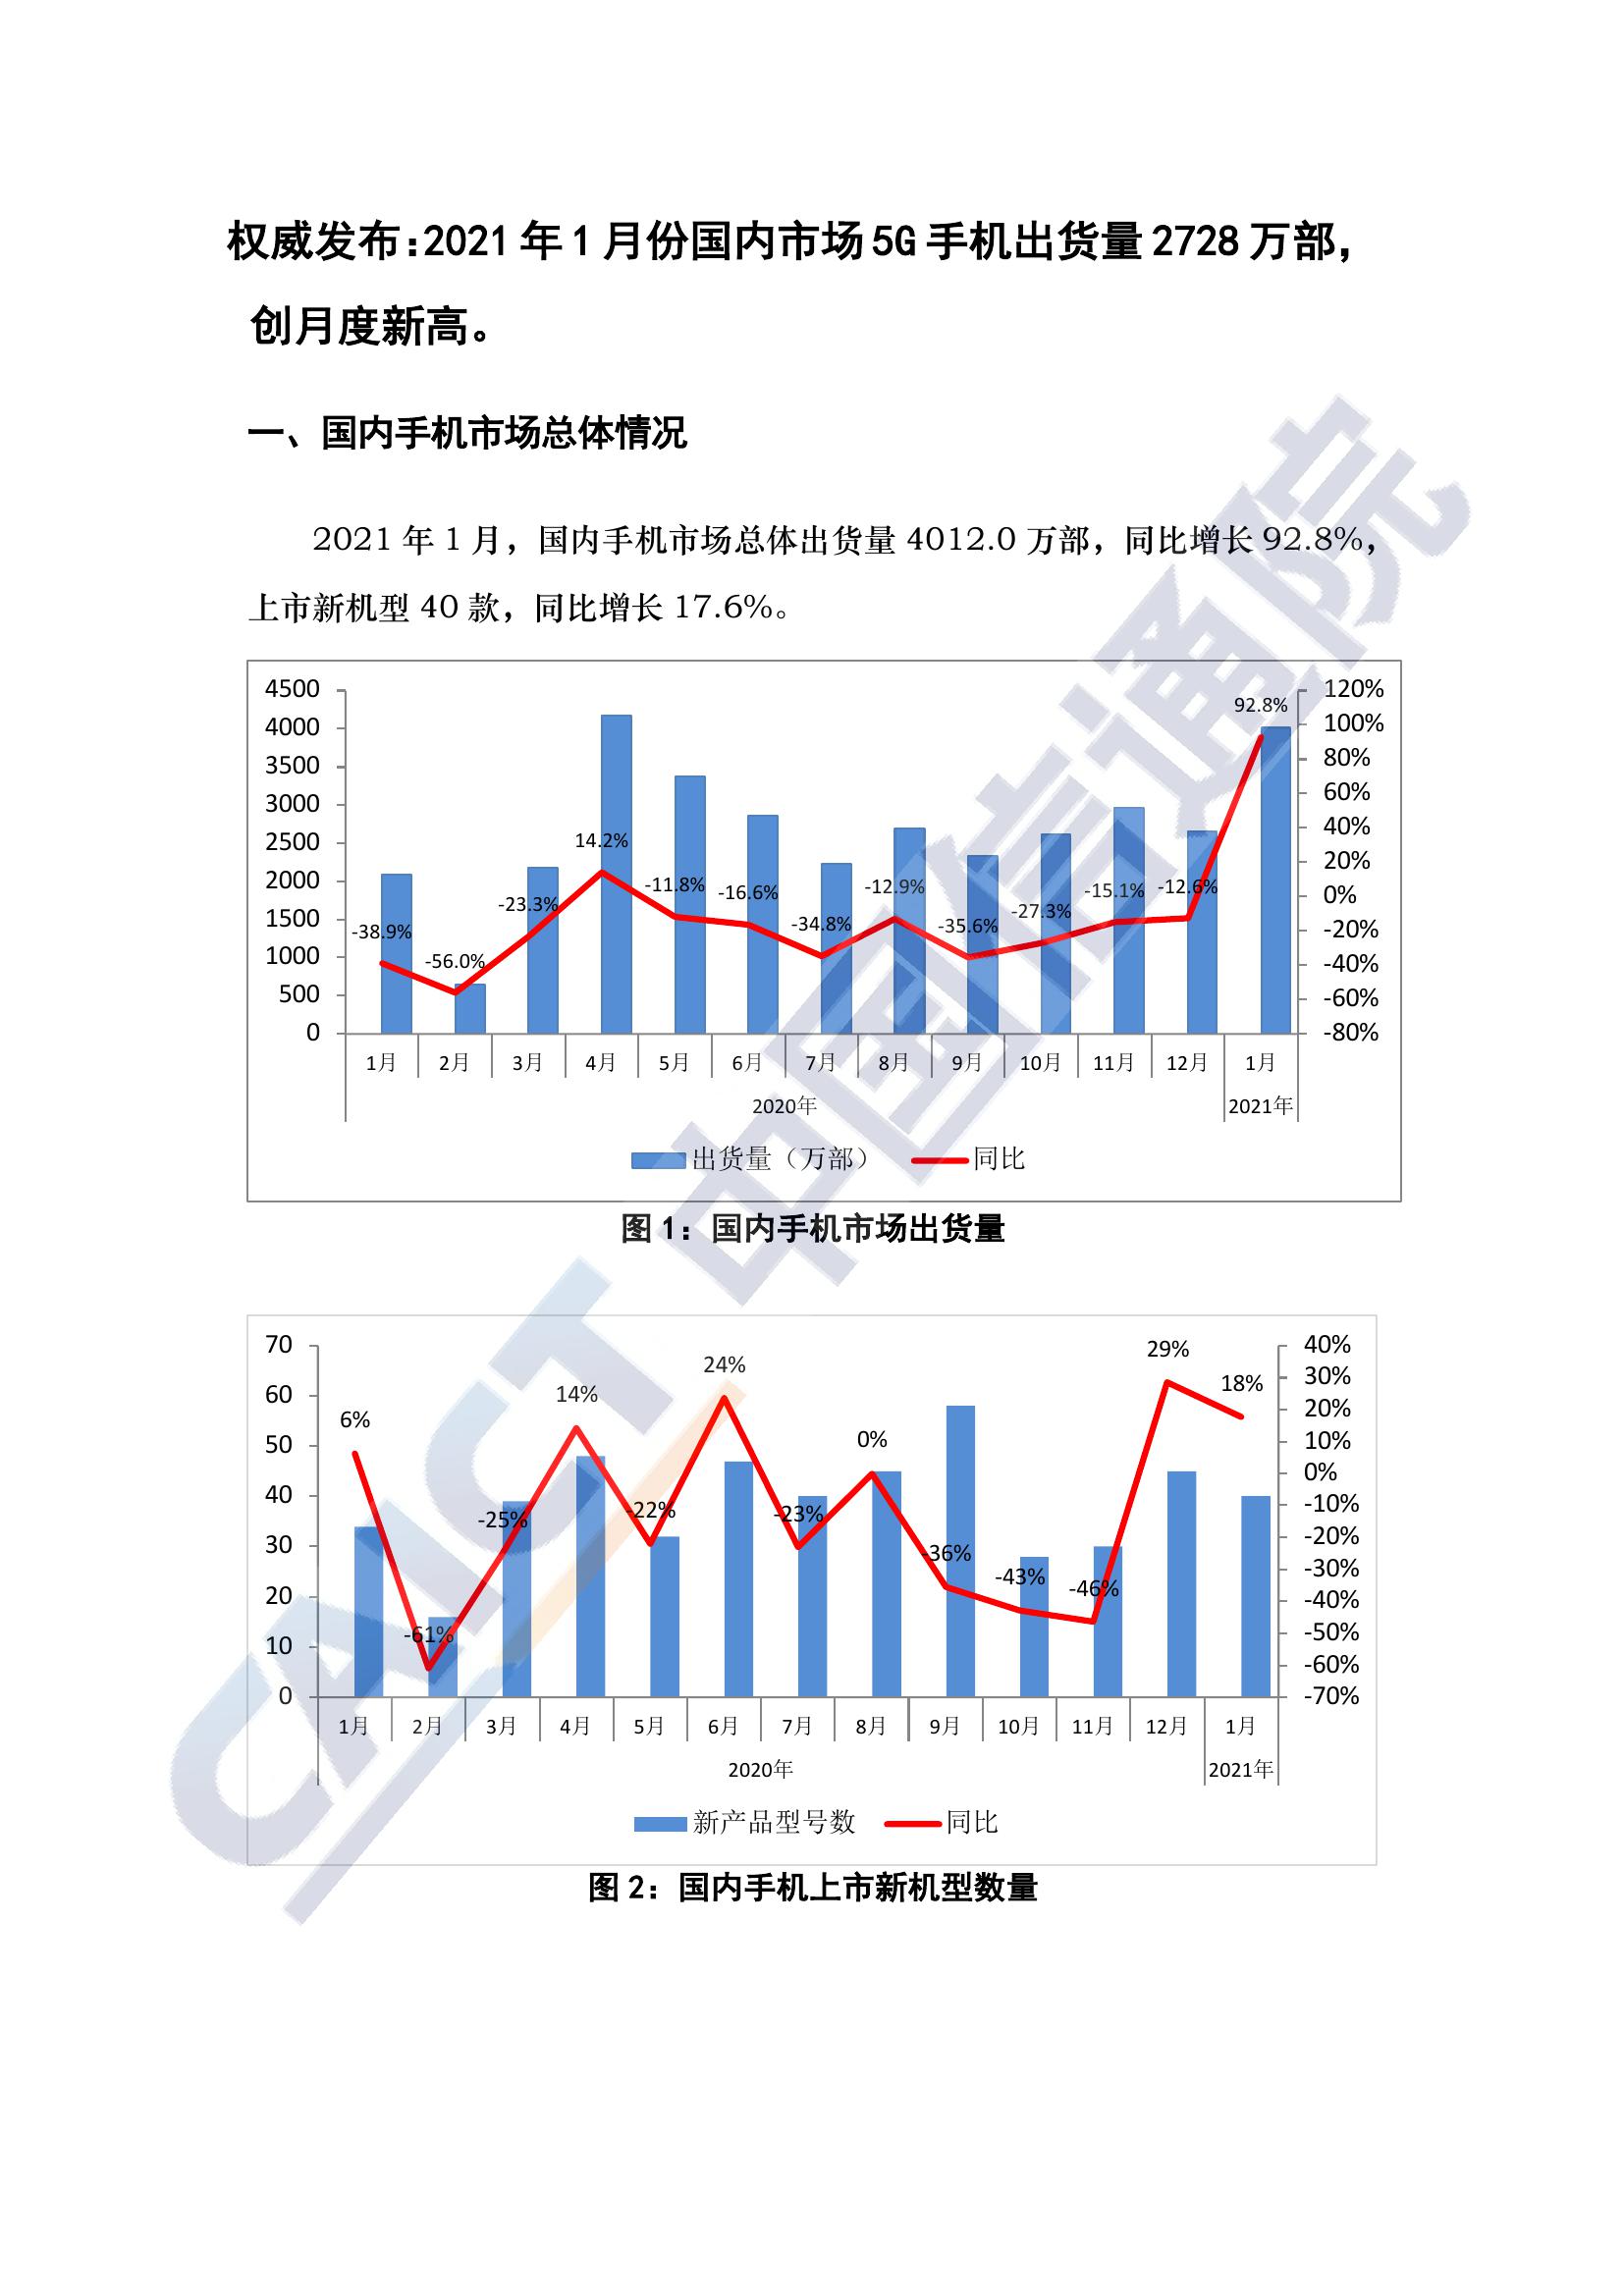 权威发布：2021 年 1 月份国内市场 5G 手机出货量 2728 万部，
创月度新高。
一、国内手机市场总体情况
2021 年 1 月，国内手机市场总体出货量 4012.0 万部，同比增长 92.8%，
上市新机型 40 款，同比增长 17.6%。
4500 4000 3500 3000 2500 2000 1500 1000 500 0
-38.9% -56.0% -23.3% 14.2% -11.8% -16.6% -34.8% -12.9% -35.6% -27.3% -15.1% -12.6% 92.8%
120% 100% 80% 60% 40% 20% 0% -20% -40% -60% -80%
1月 2月 3月 4月 5月 6月 7月 8月 9月 10月 11月 12月 1月
2020年 2021年
出货量（万部） 同比
图 1：国内手机市场出货量
70 60 50 40 30 20 10 0
6% -61% -25% 14% -22% 24% -23% 0% -36% -43% -46% 29% 18%
40% 30% 20% 10% 0% -10% -20% -30% -40% -50% -60% -70%
1月 2月 3月 4月 5月 6月 7月 8月 9月 10月 11月 12月 1月
2020年 2021年
新产品型号数 同比
图 2：国内手机上市新机型数量
CAICT 中国信通院